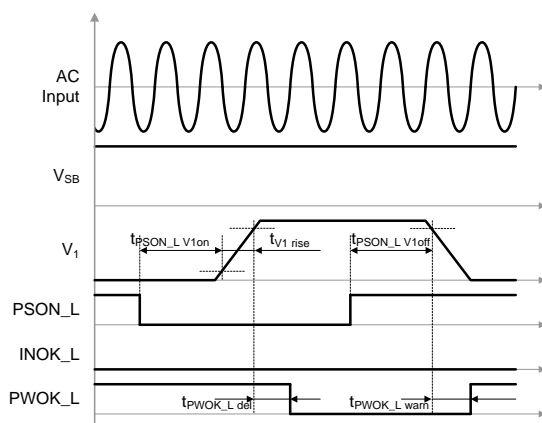 AC
Input
VSB
tPSON_L V1on
tV1 rise
tPSON_L V1off
V1
PSON_L
INOK_L
PWOK_L
tPWOK_L del
tPWOK_L warn